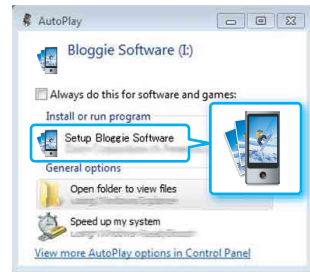 AutoPlay
Bloggie Software (I:)
Always do this for software and games:
Install or run program
Setup Bloggie Software
General options
Open folder to view files
Speed up my system
View more AutoPlay options in Control Panel